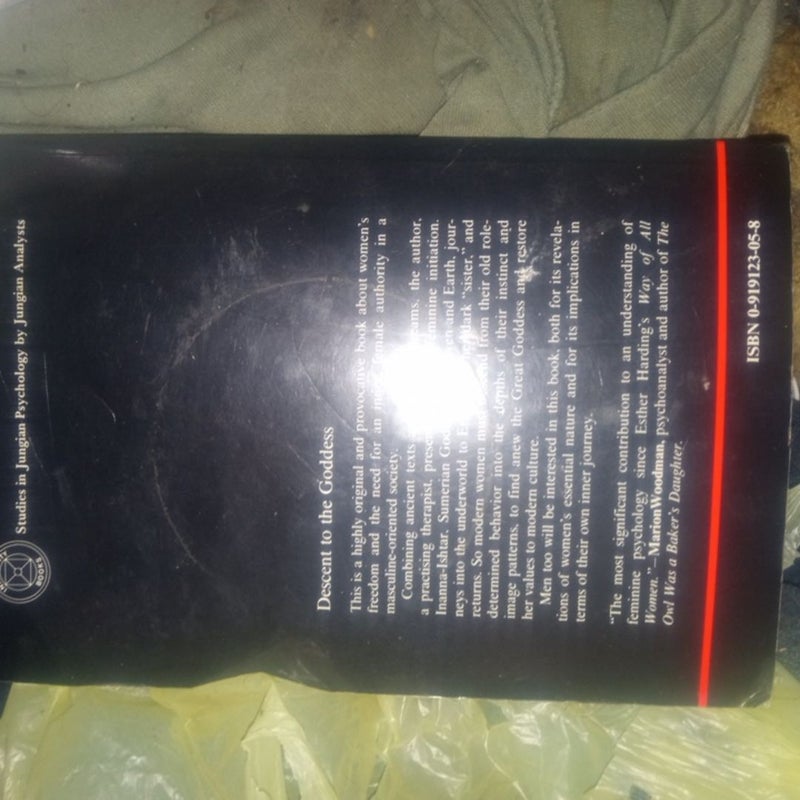 Studies in Jungian Psychology by Jungian Analysts
BOOKS
Descent to the Goddess
This is a highly original and provocative book about women's
freedom and the need for an female authority in a
masculine-oriented society.
Combining ancient texts the author,
a practising therapist, feminine initiation.
Inanna-Ishtar, Sumerian and Earth, jour-
neys into the underworld to dark "sister," and
returns. So modern women from their old role-
determined behavior into the depths of their instinct and
image patterns, to find anew the Great Goddess and restore
her values to modern culture.
Men too will be interested in this book, both for its revela-
tions of women's essential nature and for its implications in
terms of their own inner journey.
"The most significant contribution to an understanding of
feminine psychology since Esther Harding's Way of All
Women."—Marion Woodman, psychoanalyst and author of The
Owl Was a Baker's Daughter.
ISBN 0-919123-05-8